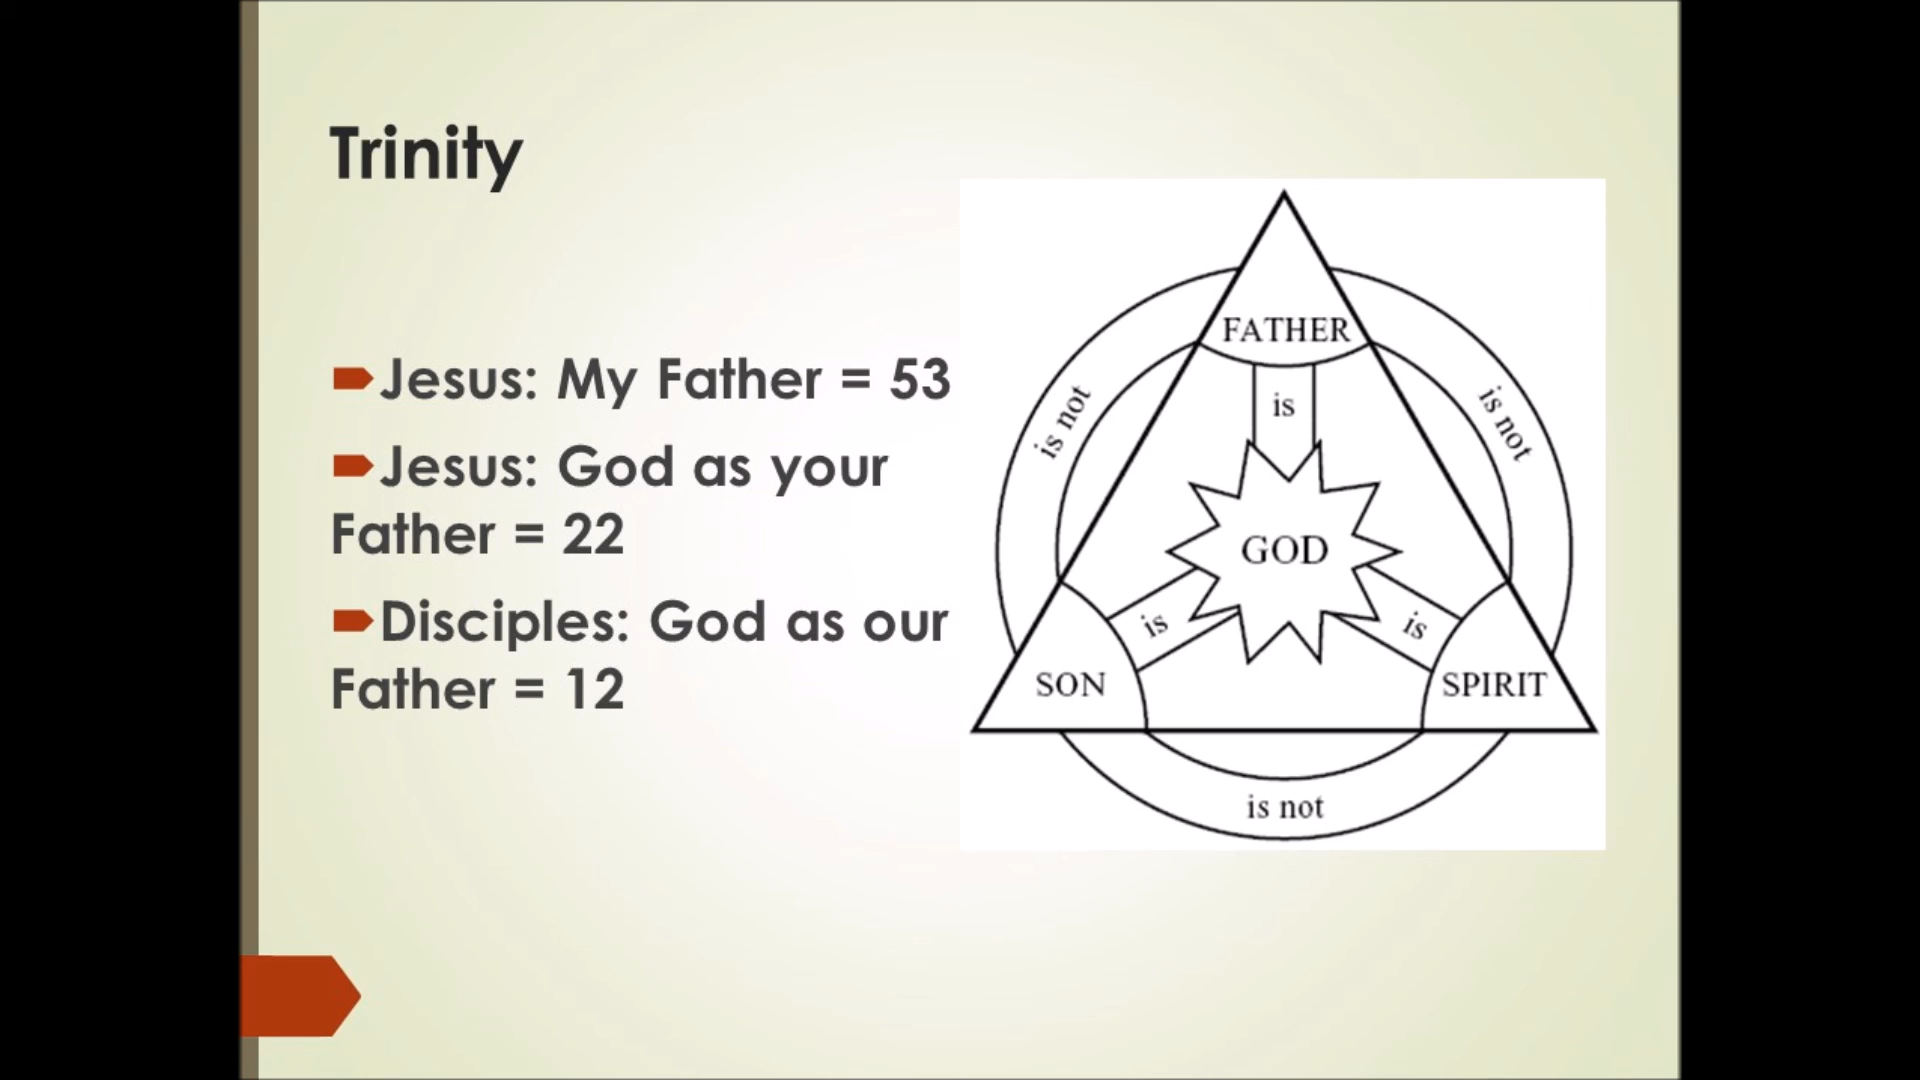 Trinity
Jesus: My Father = 53
Jesus: God as your
Father = 22
Disciples: God as our
Father = 12
FATHER
is not
is
is not
GOD
is
is
SON
SPIRIT
is not